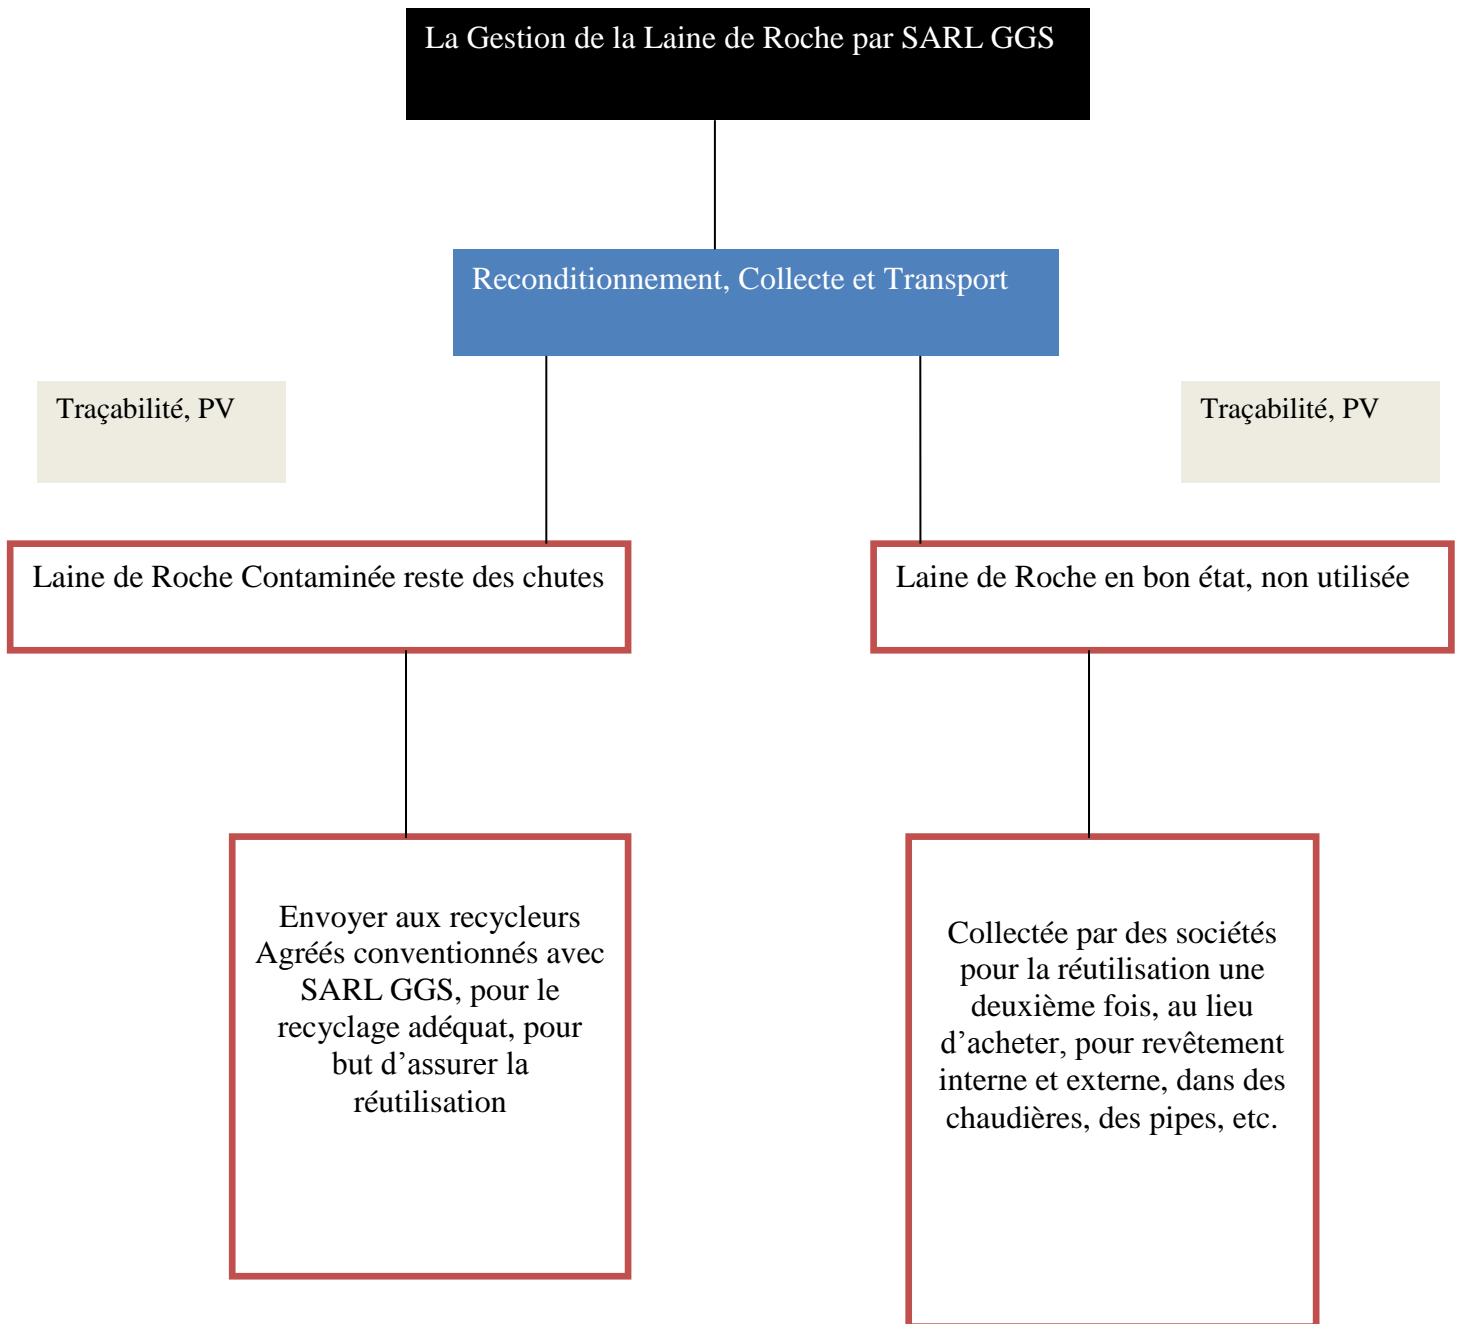 La Gestion de la Laine de Roche par SARL GGS
Reconditionnement, Collecte et Transport
Traçabilité, PV
Traçabilité, PV
Laine de Roche Contaminée reste des chutes
Laine de Roche en bon état, non utilisée
Envoyer aux recycleurs
Agréés conventionnés avec
SARL GGS, pour le
recyclage adéquat, pour
but d’assurer la
réutilisation
Collectée par des sociétés
pour la réutilisation une
deuxième fois, au lieu
d’acheter, pour revêtement
interne et externe, dans des
chaudières, des pipes, etc.